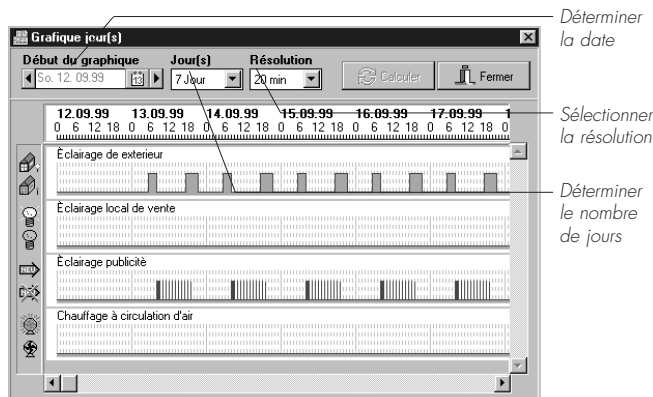 Déterminer
la date
Grafique jour(s)
Début du graphique Jour(s) Résolution
So. 12. 09.99 13 7 Jour 20 min Calculer Fermer
12.09.99 13.09.99 14.09.99 15.09.99 16.09.99 17.09.99 1
0 6 12 18 0 6 12 18 0 6 12 18 0 6 12 18 0 6 12 18 0 6 12 18 0
Sélectionner
la résolution
Èclairage de exterieur
Déterminer
le nombre
de jours
Èclairage local de vente
NEU
Èclairage publicitè
Chauffage à circulation d'air